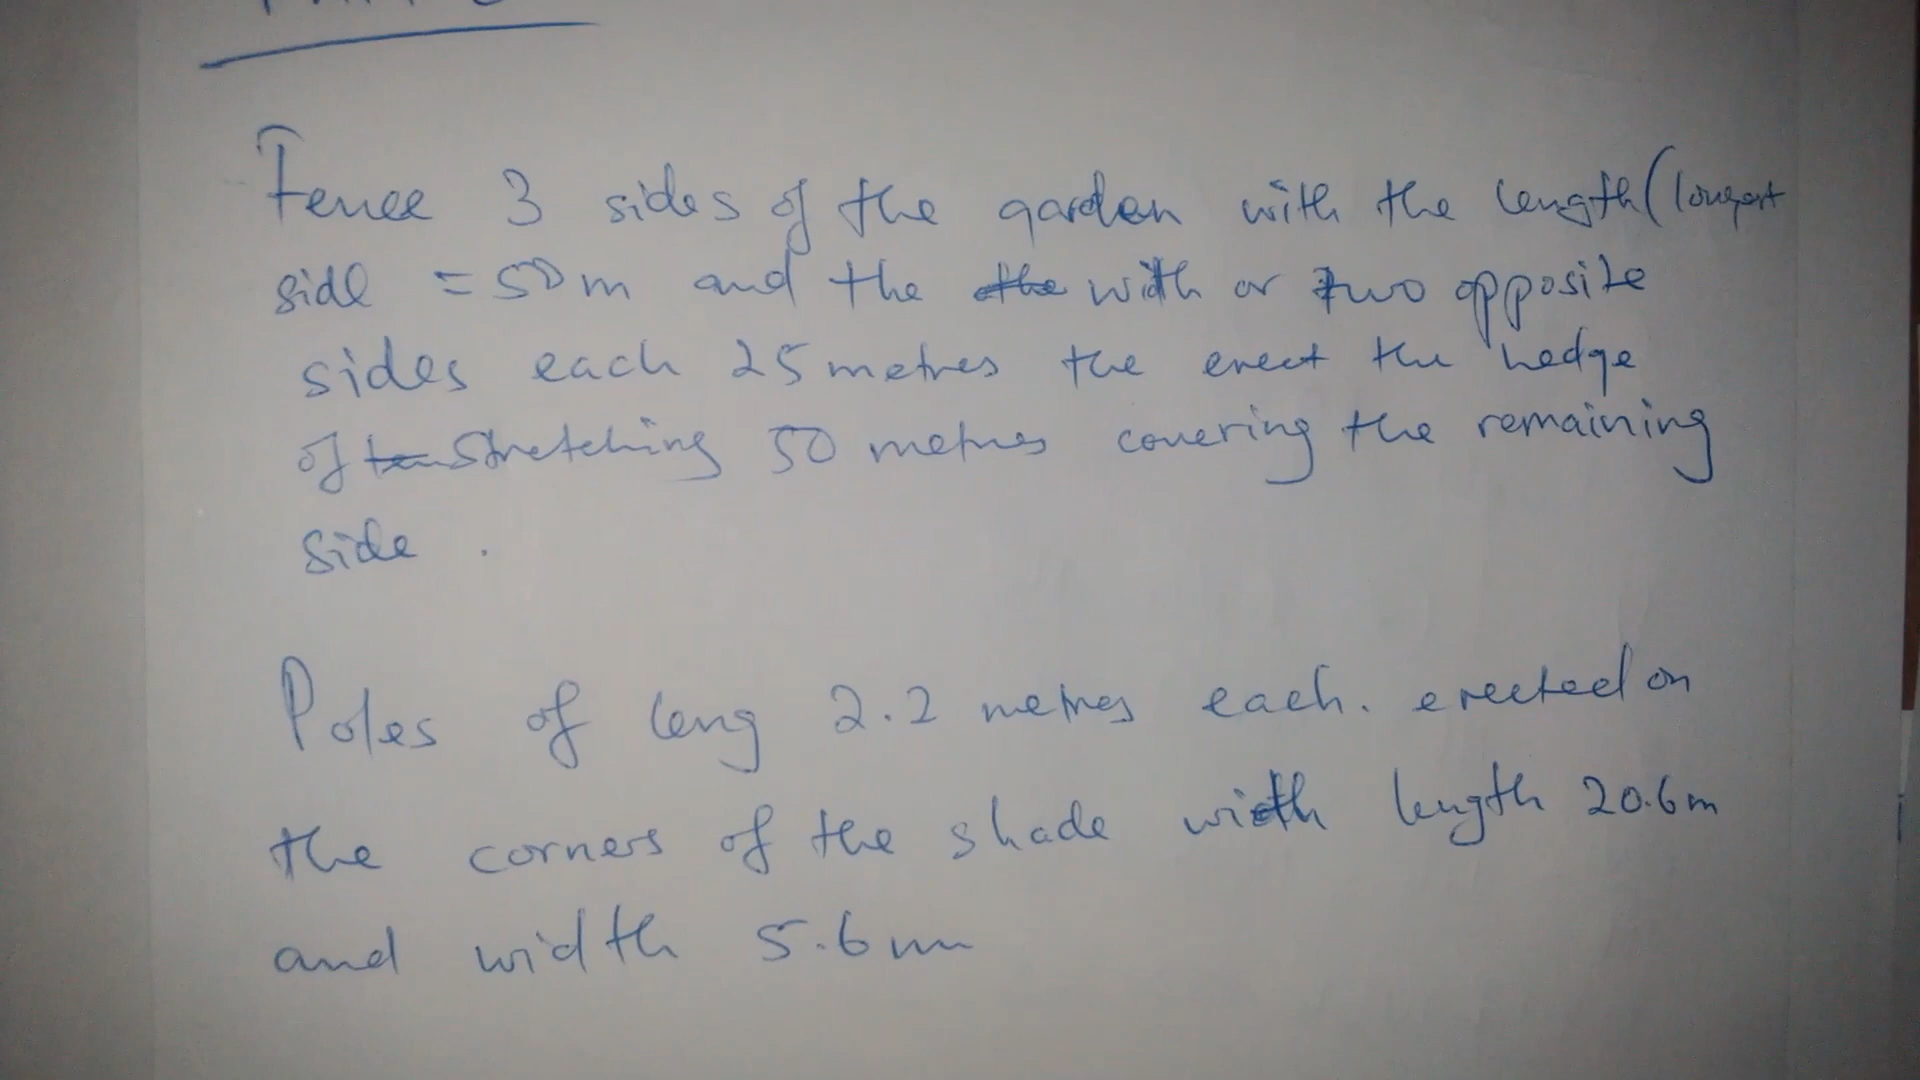 Fence 3 sides of the garden with the length (longest
side = 50m and the with or two opposite
sides each 25 metres the erect the hedge
of stretching 50 metres covering the remaining
side.
Poles of leng 2.2 metres each. erected on
the corners of the shade width length 20.6m
and width 5.6m